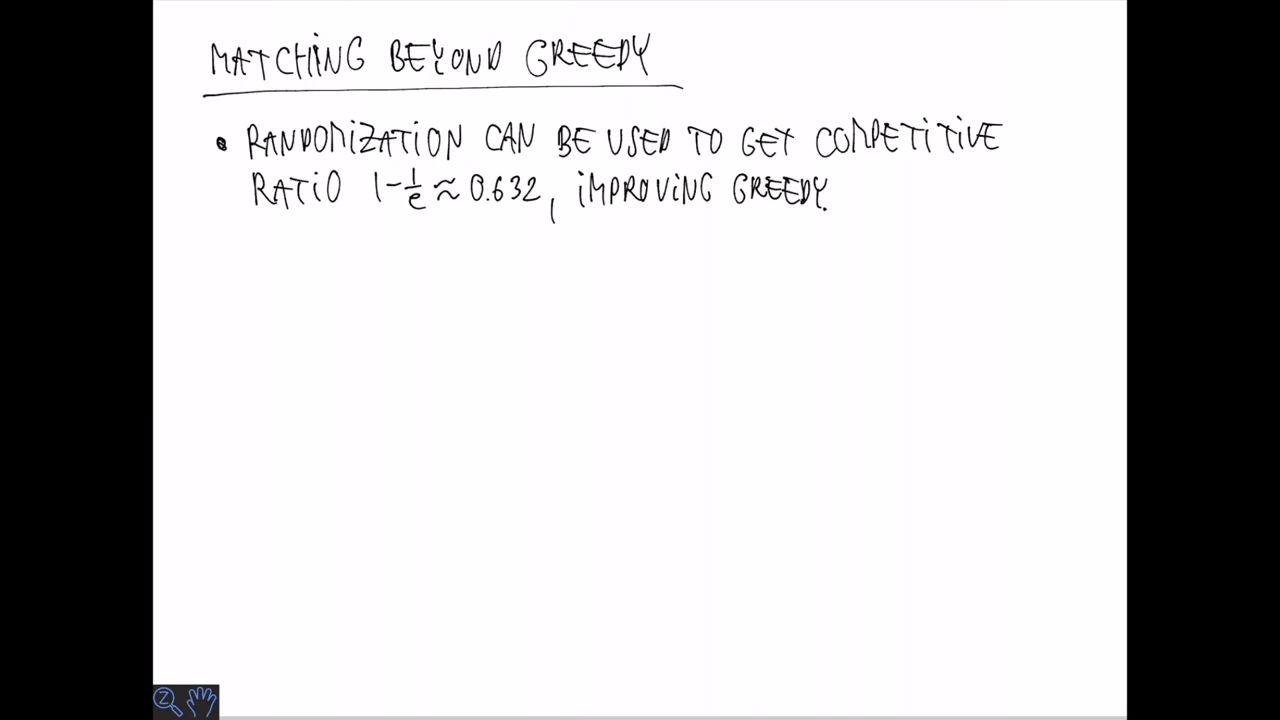 MATCHING BEYOND GREEDY
• RANDOMIZATION CAN BE USED TO GET COMPETITIVE
RATIO 1-1/e ≈ 0.632, IMPROVING GREEDY.
Z